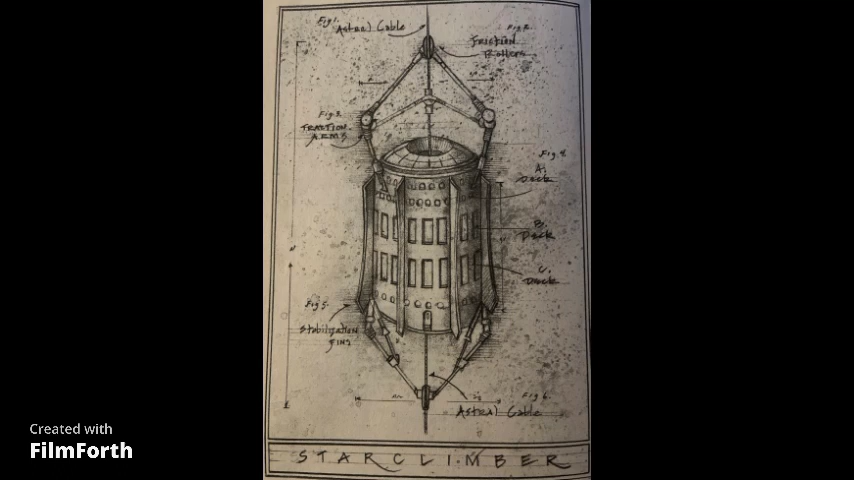 Fig 1.
Astral Cable
Fig 2.
Friction
Rollers
Fig 3.
TRACTION
ARMS
Fig 4.
A.
Deck
B.
Deck
C.
Deck
Fig 5.
Stabilization
Fins
Fig 6.
Astral Cable
STARCLIMBER
Created with
FilmForth